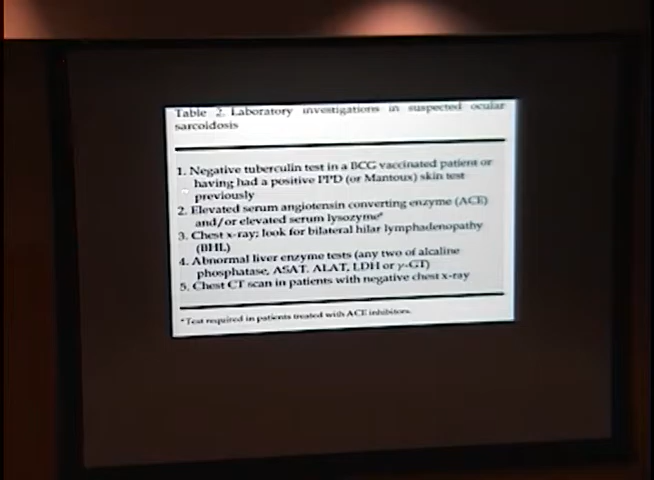 Table 2. Laboratory investigations in suspected ocular
sarcoidosis
1. Negative tuberculin test in a BCG vaccinated patient or
having had a positive PPD (or Mantoux) skin test
previously
2. Elevated serum angiotensin converting enzyme (ACE)
and/or elevated serum lysozyme*
3. Chest x-ray; look for bilateral hilar lymphadenopathy
(BHL)
4. Abnormal liver enzyme tests (any two of alcaline
phosphatase, ASAT, ALAT, LDH or γ-GT)
5. Chest CT scan in patients with negative chest x-ray
*Test required in patients treated with ACE inhibitors.